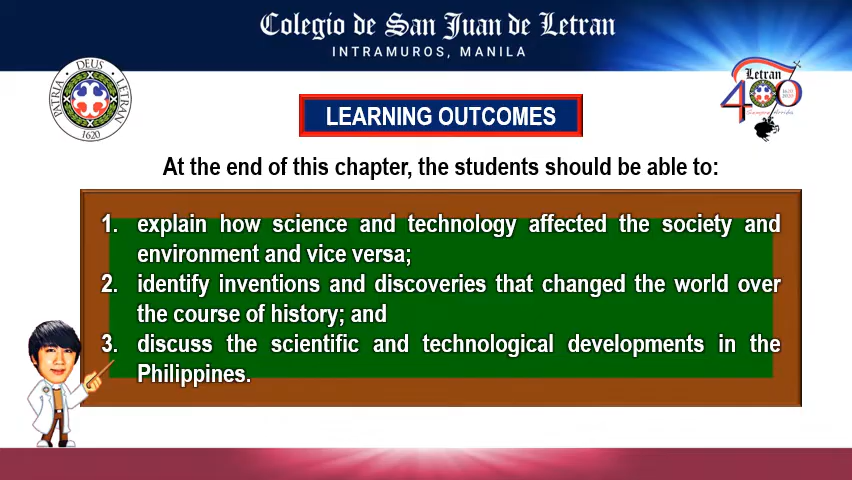 Colegio de San Juan de Letran
INTRAMUROS, MANILA
DEUS
PATRIA
LETRAN
1620
Letran
400
LEARNING OUTCOMES
At the end of this chapter, the students should be able to:
1. explain how science and technology affected the society and
environment and vice versa;
2. identify inventions and discoveries that changed the world over
the course of history; and
3. discuss the scientific and technological developments in the
Philippines.